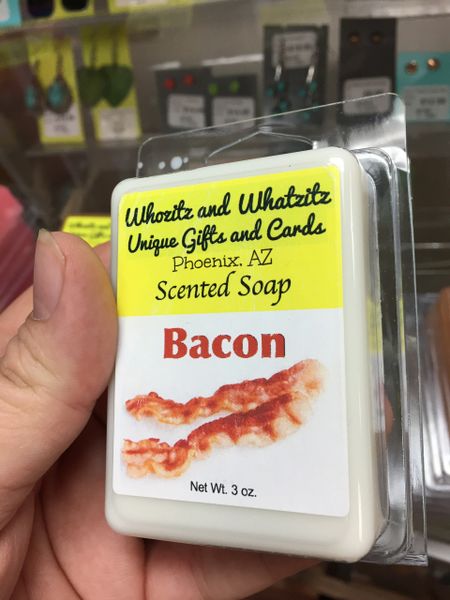 Whozitz and Whatzitz
Unique Gifts and Cards
Phoenix, AZ
Scented Soap
Bacon
Net Wt. 3 oz.